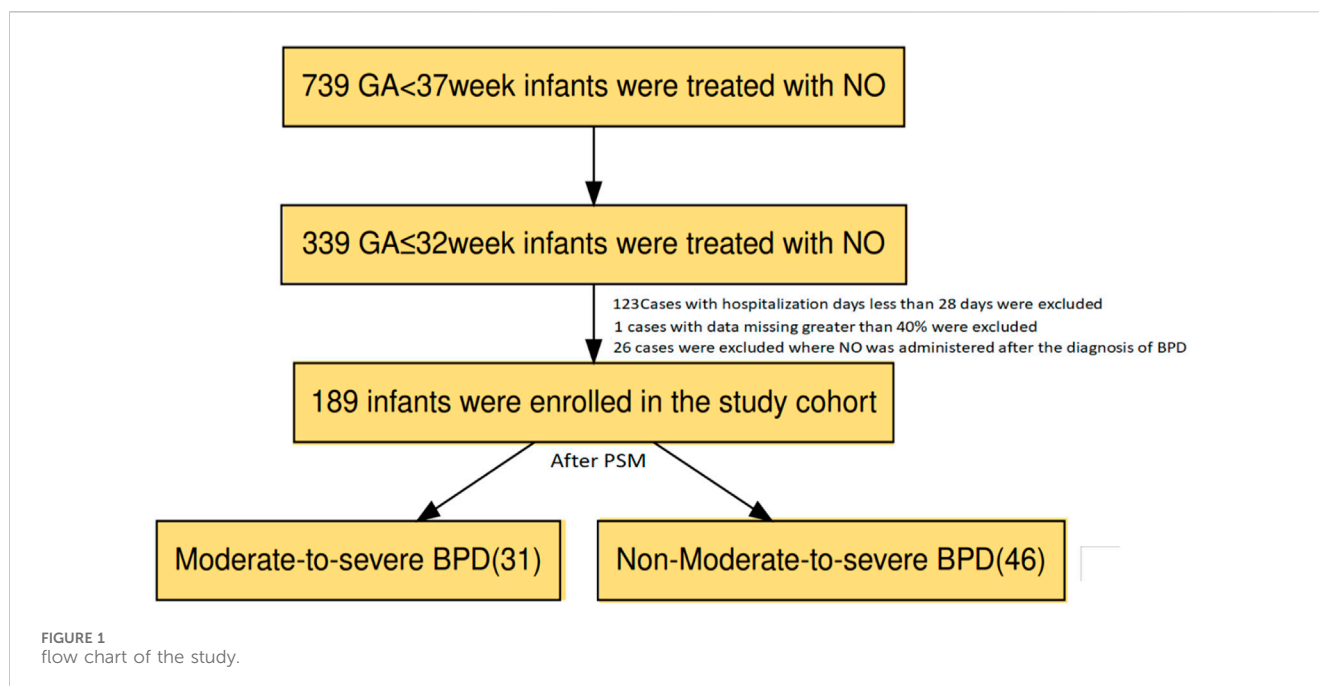 739 GA<37week infants were treated with NO
339 GA≤32week infants were treated with NO
123Cases with hospitalization days less than 28 days were excluded
1 cases with data missing greater than 40% were excluded
26 cases were excluded where NO was administered after the diagnosis of BPD
189 infants were enrolled in the study cohort
After PSM
Moderate-to-severe BPD(31)
Non-Moderate-to-severe BPD(46)
FIGURE 1
flow chart of the study.